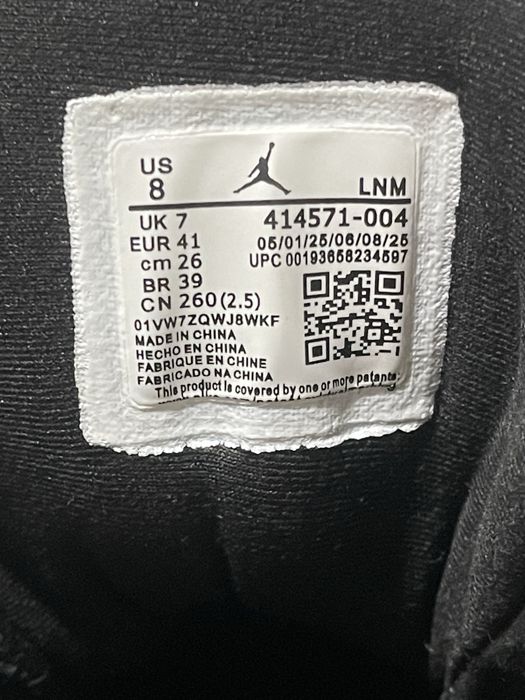 US
8
LNM
UK 7
414571-004
EUR 41
05/01/25/06/08/25
cm 26
UPC 00193658234597
BR 39
CN 260(2.5)
01VW7ZQWJ8WKF
MADE IN CHINA
HECHO EN CHINA
FABRIQUE EN CHINE
FABRICADO NA CHINA
This product is covered by one or more patents